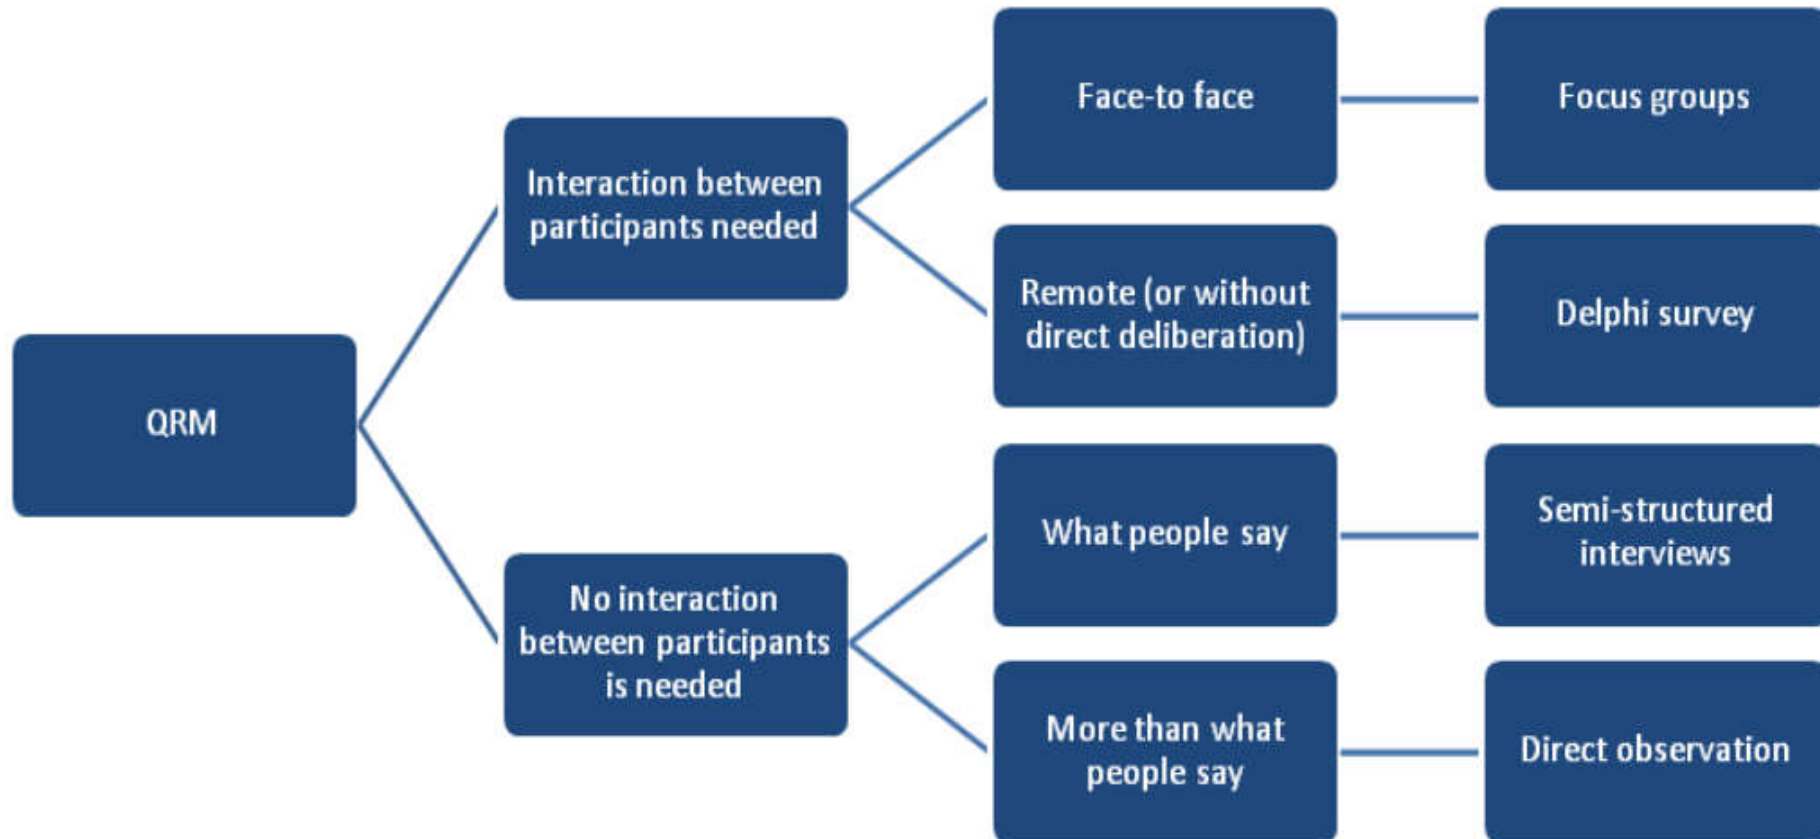 QRM
Interaction between
participants needed
No interaction
between participants
is needed
Face-to face
Remote (or without
direct deliberation)
What people say
More than what
people say
Focus groups
Delphi survey
Semi-structured
interviews
Direct observation